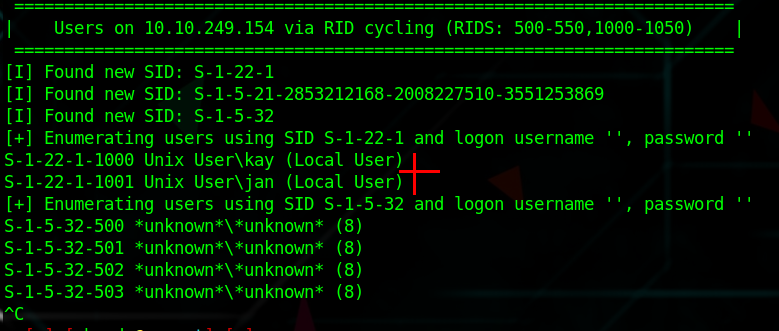 =========================================================================
|    Users on 10.10.249.154 via RID cycling (RIDS: 500-550,1000-1050)    |
=========================================================================
[I] Found new SID: S-1-22-1
[I] Found new SID: S-1-5-21-2853212168-2008227510-3551253869
[I] Found new SID: S-1-5-32
[+] Enumerating users using SID S-1-22-1 and logon username '', password ''
S-1-22-1-1000 Unix User\kay (Local User)
S-1-22-1-1001 Unix User\jan (Local User)
[+] Enumerating users using SID S-1-5-32 and logon username '', password ''
S-1-5-32-500 *unknown*\*unknown* (8)
S-1-5-32-501 *unknown*\*unknown* (8)
S-1-5-32-502 *unknown*\*unknown* (8)
S-1-5-32-503 *unknown*\*unknown* (8)
^C